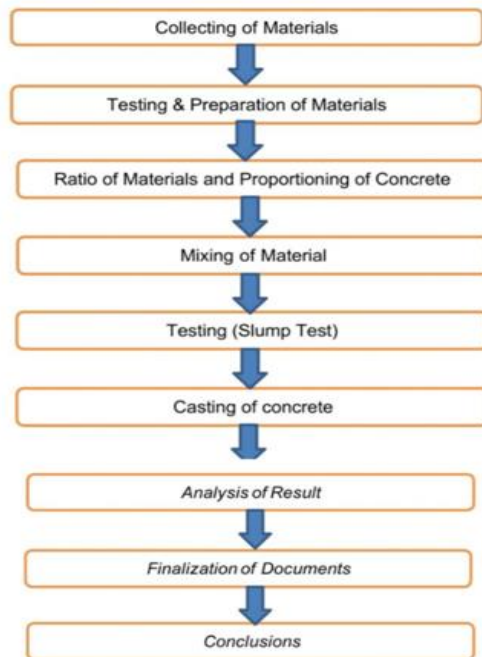 Collecting of Materials
Testing & Preparation of Materials
Ratio of Materials and Proportioning of Concrete
Mixing of Material
Testing (Slump Test)
Casting of concrete
Analysis of Result
Finalization of Documents
Conclusions